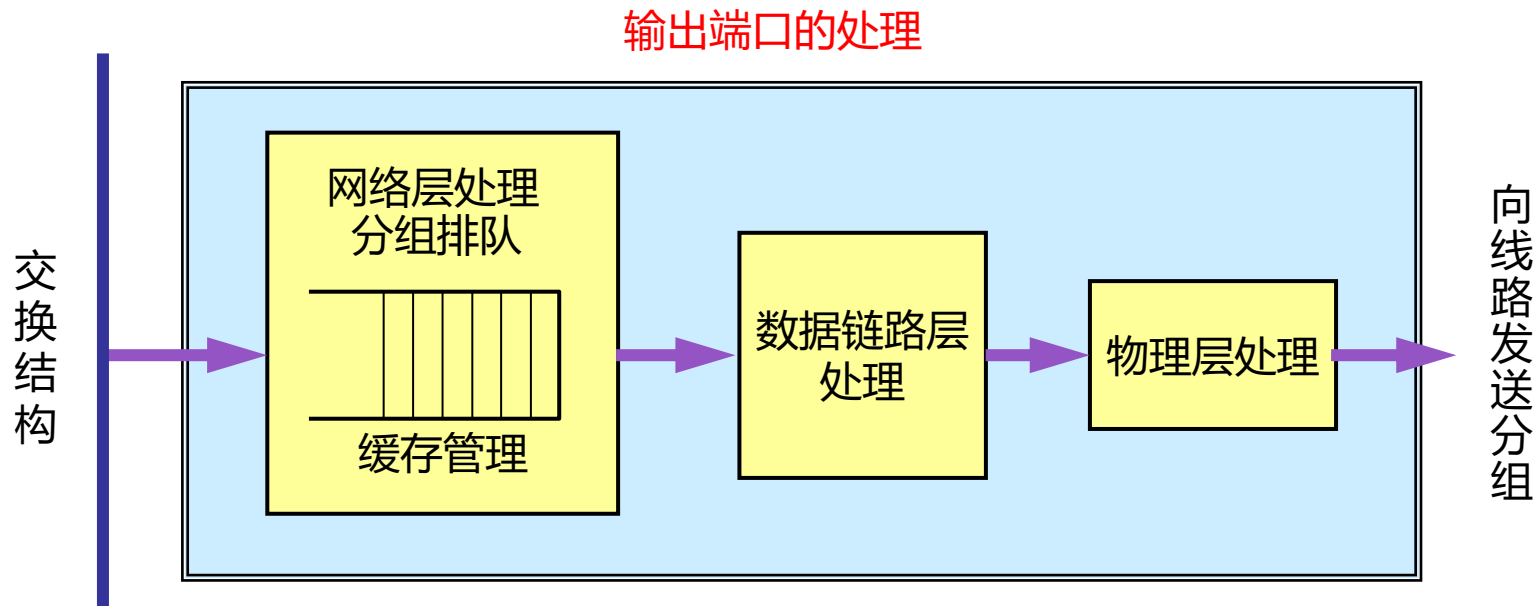 输出端口的处理
交换结构
网络层处理
分组排队
缓存管理
数据链路层
处理
物理层处理
向线路发送分组